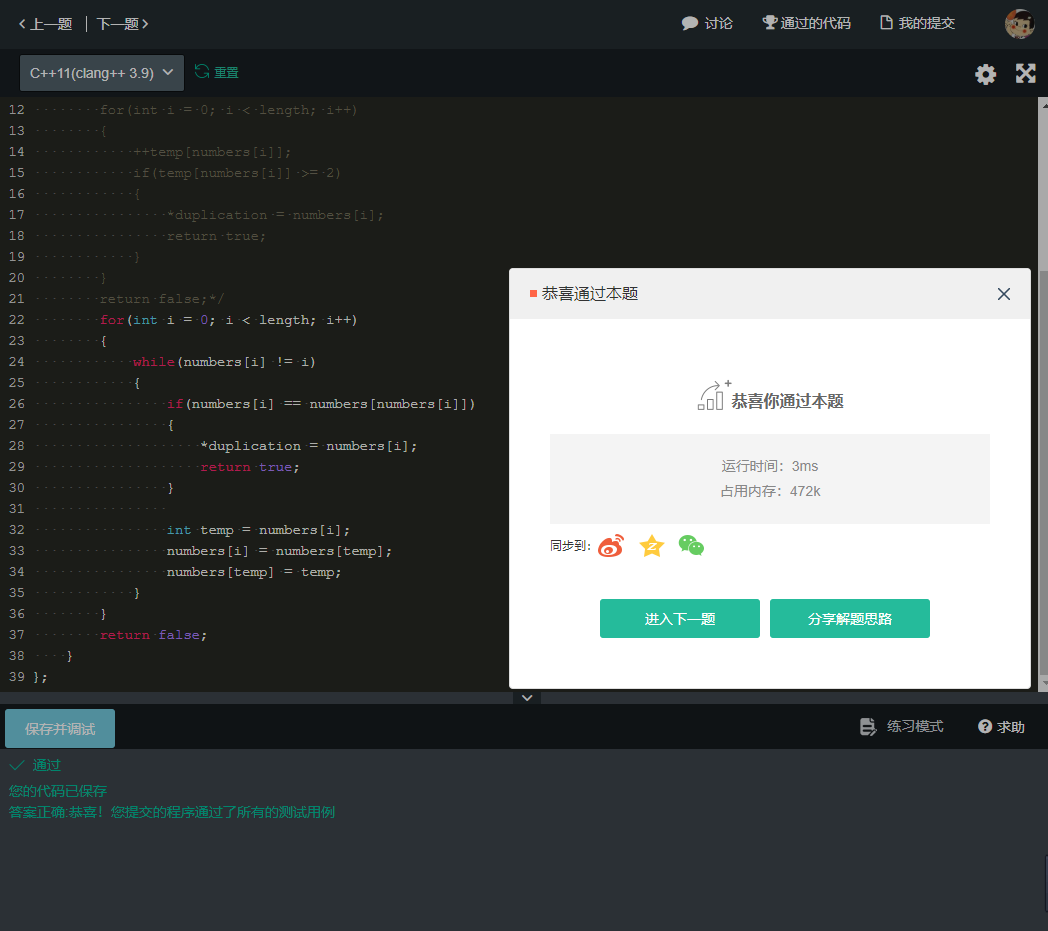 上一题 | 下一题
讨论 通过的代码 我的提交
C++11(clang++ 3.9) 重置
12 for(int i = 0; i < length; i++)
13 {
14 ++temp[numbers[i]];
15 if(temp[numbers[i]] >= 2)
16 {
17 *duplication = numbers[i];
18 return true;
19 }
20 }
21 return false;*/
22 for(int i = 0; i < length; i++)
23 {
24 while(numbers[i] != i)
25 {
26 if(numbers[i] == numbers[numbers[i]])
27 {
28 *duplication = numbers[i];
29 return true;
30 }
31
32 int temp = numbers[i];
33 numbers[i] = numbers[temp];
34 numbers[temp] = temp;
35 }
36 }
37 return false;
38 }
39 };
恭喜通过本题
恭喜你通过本题
运行时间：3ms
占用内存：472k
同步到：
进入下一题 分享解题思路
保存并调试 练习模式 求助
通过
您的代码已保存
答案正确:恭喜！您提交的程序通过了所有的测试用例